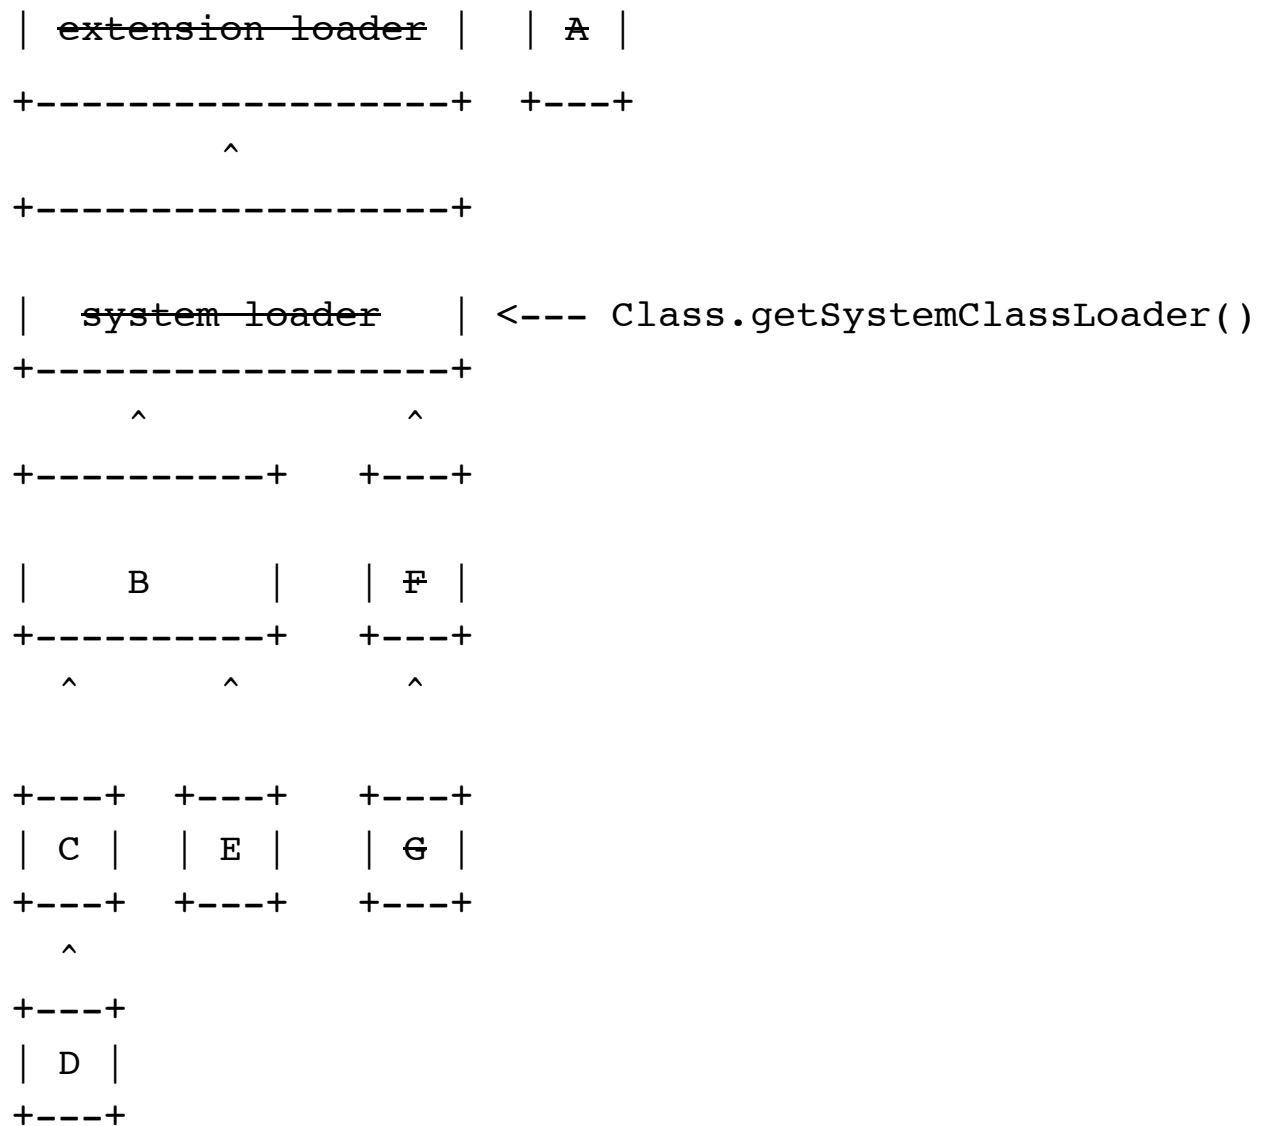 | extension loader |  | A |
+------------------+  +---+
         ^
+------------------+
|  system loader   | <--- Class.getSystemClassLoader()
+------------------+
     ^           ^
+----------+   +---+
|    B     |   | F |
+----------+   +---+
  ^      ^       ^
+---+  +---+   +---+
| C |  | E |   | G |
+---+  +---+   +---+
  ^
+---+
| D |
+---+